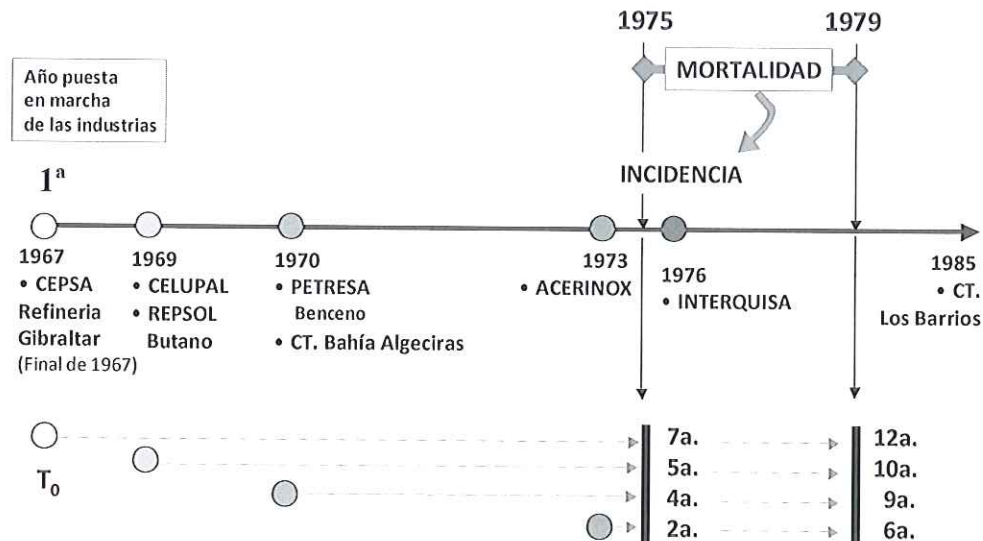 1975
1979
MORTALIDAD
Año puesta
en marcha
de las industrias
INCIDENCIA
1ª
1967
• CEPSA
Refineria
Gibraltar
(Final de 1967)
1969
• CELUPAL
• REPSOL
Butano
1970
• PETRESA
Benceno
• CT. Bahía Algeciras
1973
• ACERINOX
1976
• INTERQUISA
1985
• CT.
Los Barrios
T0
7a.
12a.
5a.
10a.
4a.
9a.
2a.
6a.